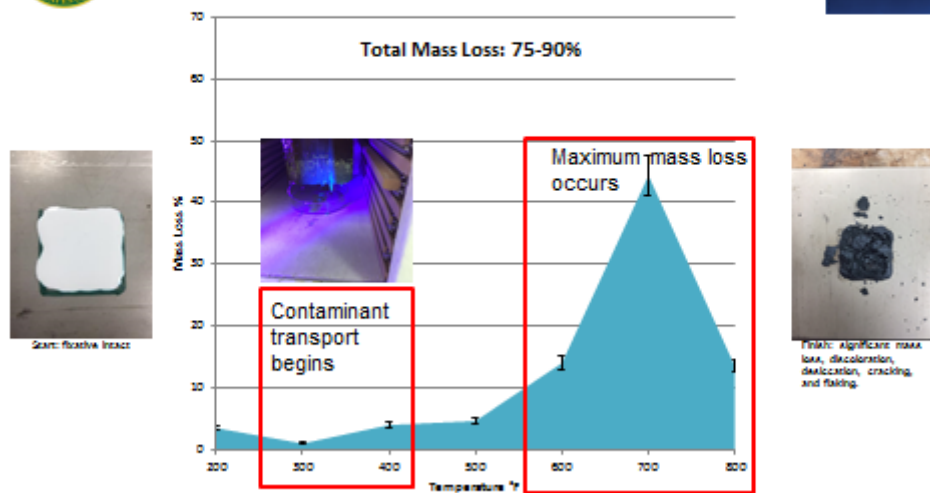 70
Total Mass Loss: 75-90%
60
50
Maximum mass loss
occurs
40
Mass Loss %
30
Contaminant
transport
begins
20
10
0
200 300 400 500 600 700 800
Temperature °F
Start: fixative intact
Finish: significant mass
loss, discoloration,
desiccation, cracking,
and flaking.